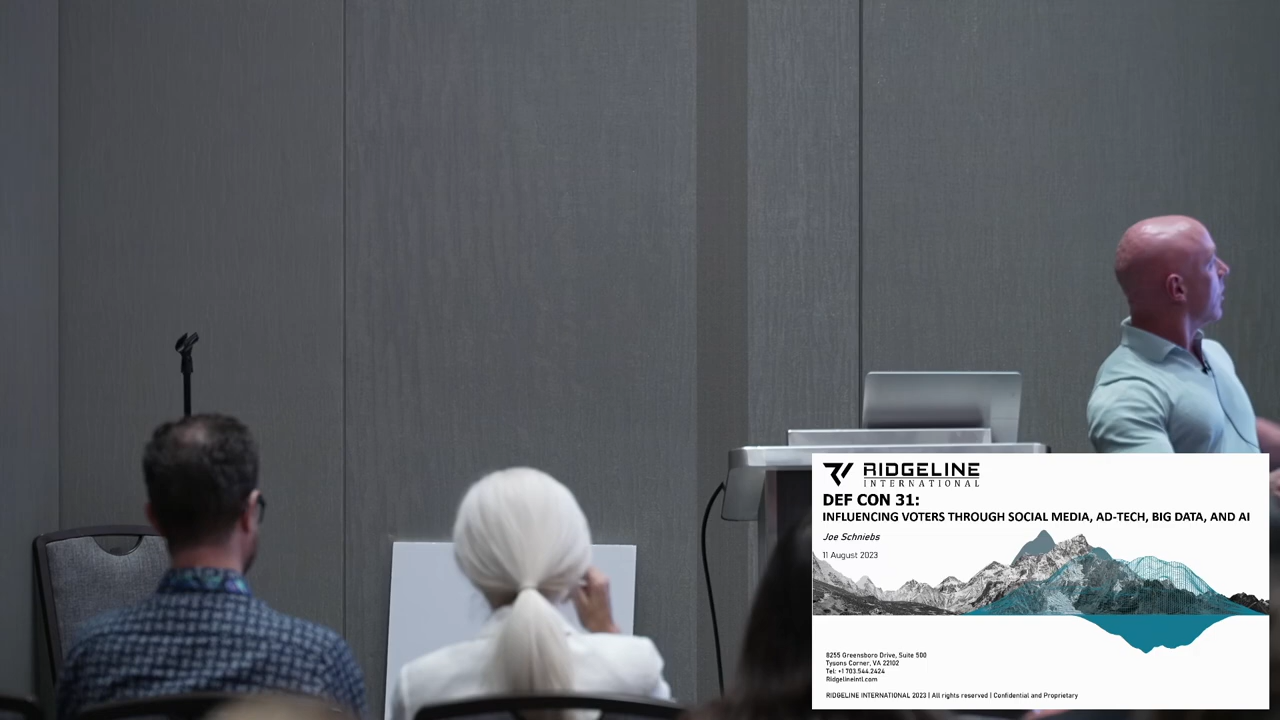 RIDGELINE
INTERNATIONAL
DEF CON 31:
INFLUENCING VOTERS THROUGH SOCIAL MEDIA, AD-TECH, BIG DATA, AND AI
Joe Schniebs
11 August 2023
8255 Greensboro Drive, Suite 500
Tysons Corner, VA 22102
Tel: +1 703.544.2424
Ridgelineintl.com
RIDGELINE INTERNATIONAL 2023 | All rights reserved | Confidential and Proprietary